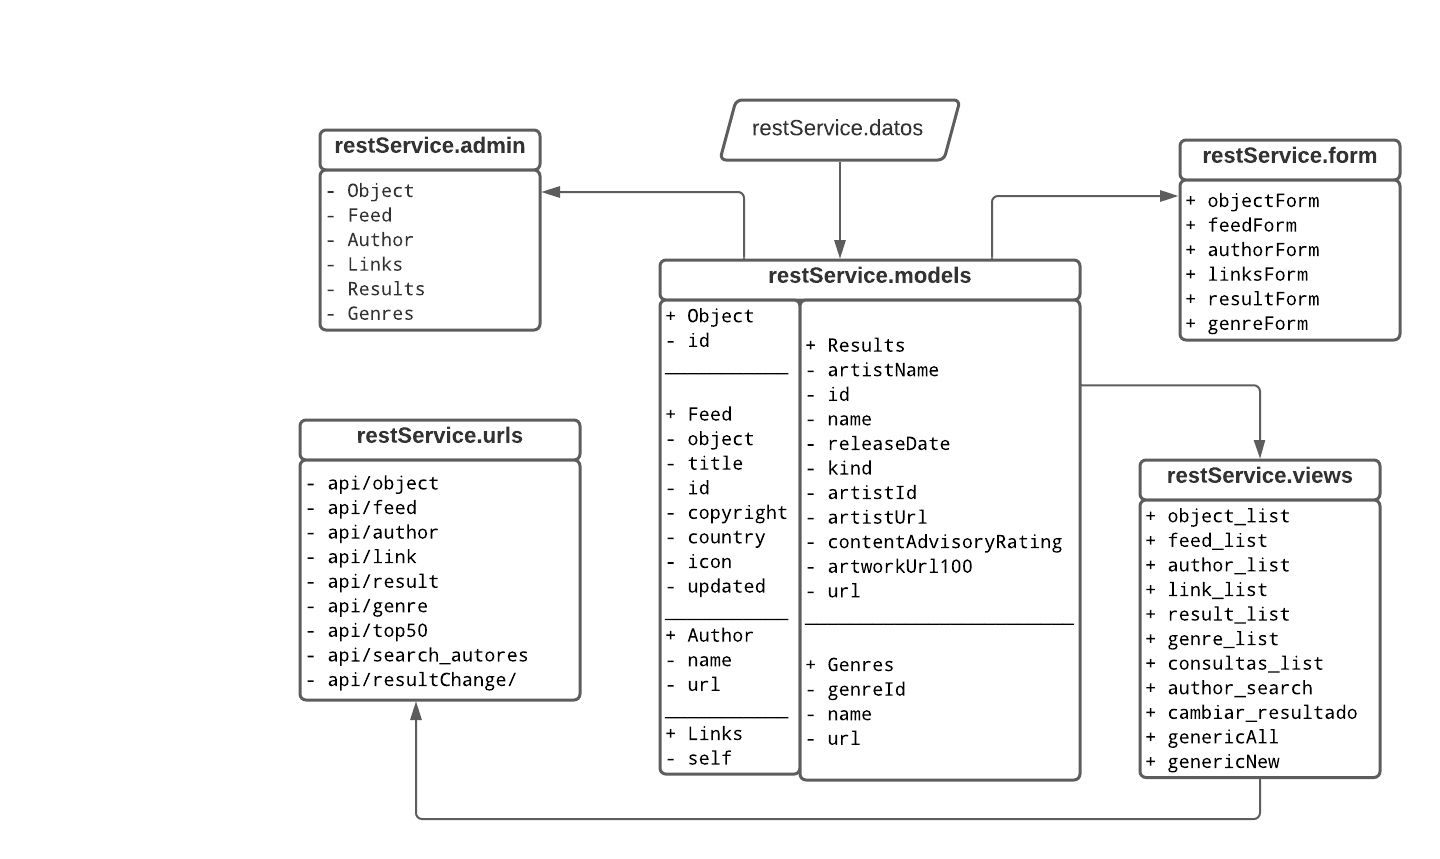 restService.datos
restService.admin
- Object
- Feed
- Author
- Links
- Results
- Genres
restService.form
+ objectForm
+ feedForm
+ authorForm
+ linksForm
+ resultForm
+ genreForm
restService.models
+ Object
- id
+ Feed
- object
- title
- id
- copyright
- country
- icon
- updated
+ Author
- name
- url
+ Links
- self
+ Results
- artistName
- id
- name
- releaseDate
- kind
- artistId
- artistUrl
- contentAdvisoryRating
- artworkUrl100
- url
+ Genres
- genreId
- name
- url
restService.urls
- api/object
- api/feed
- api/author
- api/link
- api/result
- api/genre
- api/top50
- api/search_autores
- api/resultChange/
restService.views
+ object_list
+ feed_list
+ author_list
+ link_list
+ result_list
+ genre_list
+ consultas_list
+ author_search
+ cambiar_resultado
+ genericAll
+ genericNew